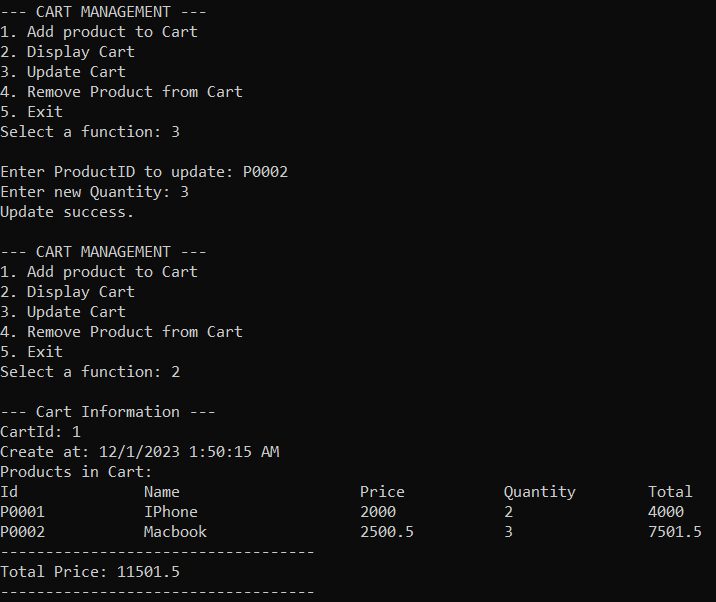 --- CART MANAGEMENT ---
1. Add product to Cart
2. Display Cart
3. Update Cart
4. Remove Product from Cart
5. Exit
Select a function: 3
Enter ProductID to update: P0002
Enter new Quantity: 3
Update success.
--- CART MANAGEMENT ---
1. Add product to Cart
2. Display Cart
3. Update Cart
4. Remove Product from Cart
5. Exit
Select a function: 2
--- Cart Information ---
CartId: 1
Create at: 12/1/2023 1:50:15 AM
Products in Cart:
Id Name Price Quantity Total
P0001 IPhone 2000 2 4000
P0002 Macbook 2500.5 3 7501.5
-----------------------------------
Total Price: 11501.5
-----------------------------------